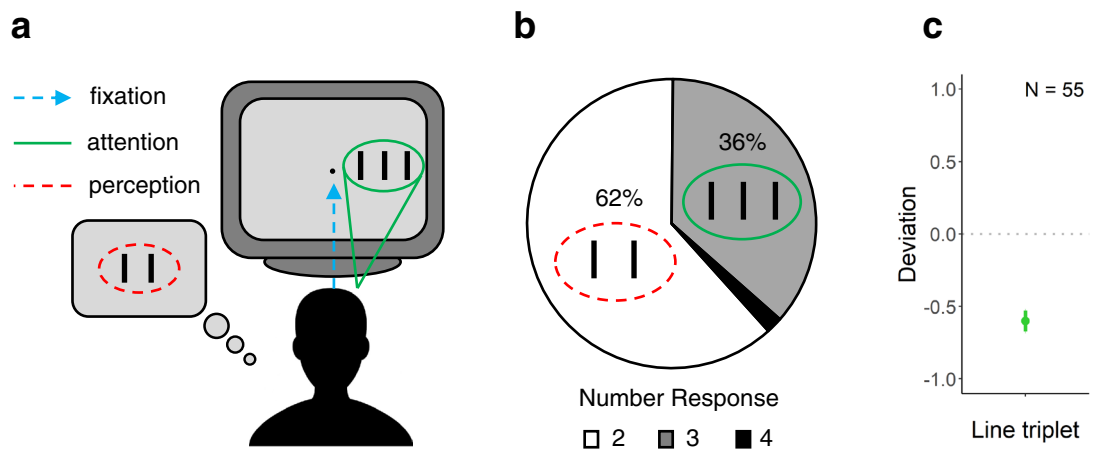 a
fixation
attention
perception
b
36%
62%
Number Response
2 3 4
c
N = 55
1.0
0.5
0.0
-0.5
-1.0
Deviation
Line triplet